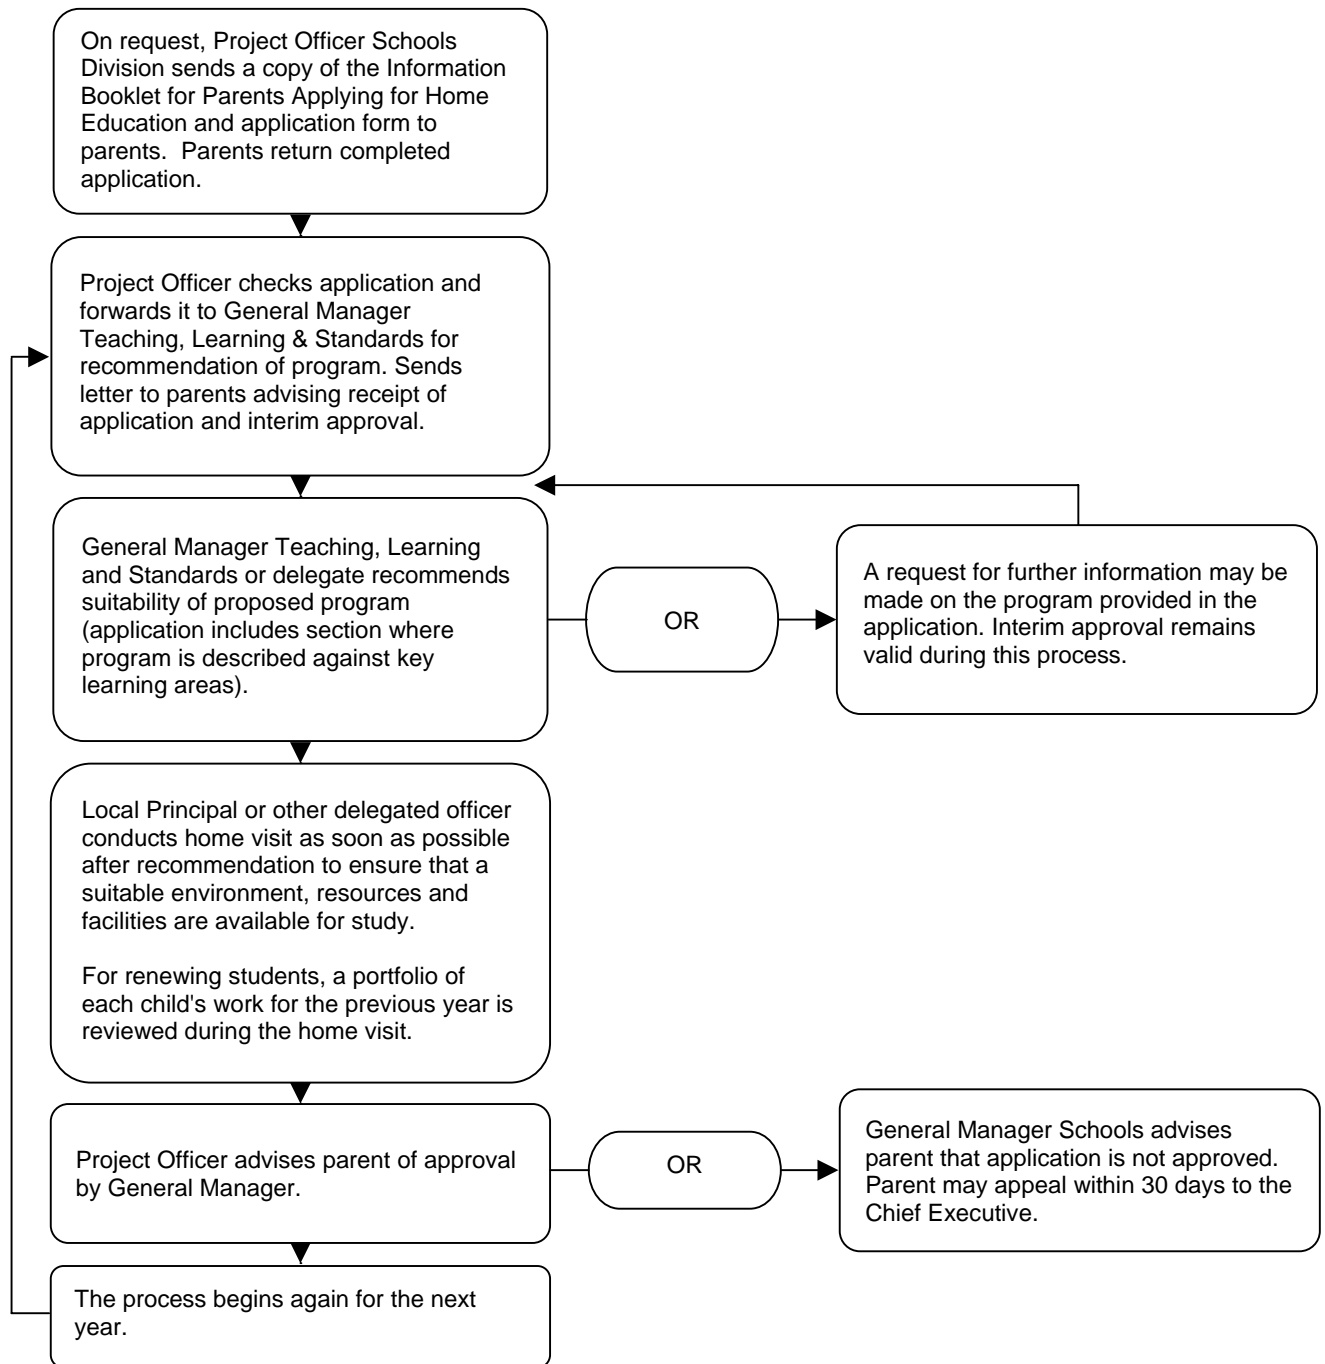 On request, Project Officer Schools
Division sends a copy of the Information
Booklet for Parents Applying for Home
Education and application form to
parents.  Parents return completed
application.
Project Officer checks application and
forwards it to General Manager
Teaching, Learning & Standards for
recommendation of program. Sends
letter to parents advising receipt of
application and interim approval.
General Manager Teaching, Learning
and Standards or delegate recommends
suitability of proposed program
(application includes section where
program is described against key
learning areas).
OR
A request for further information may be
made on the program provided in the
application. Interim approval remains
valid during this process.
Local Principal or other delegated officer
conducts home visit as soon as possible
after recommendation to ensure that a
suitable environment, resources and
facilities are available for study.
For renewing students, a portfolio of
each child's work for the previous year is
reviewed during the home visit.
Project Officer advises parent of approval
by General Manager.
OR
General Manager Schools advises
parent that application is not approved.
Parent may appeal within 30 days to the
Chief Executive.
The process begins again for the next
year.